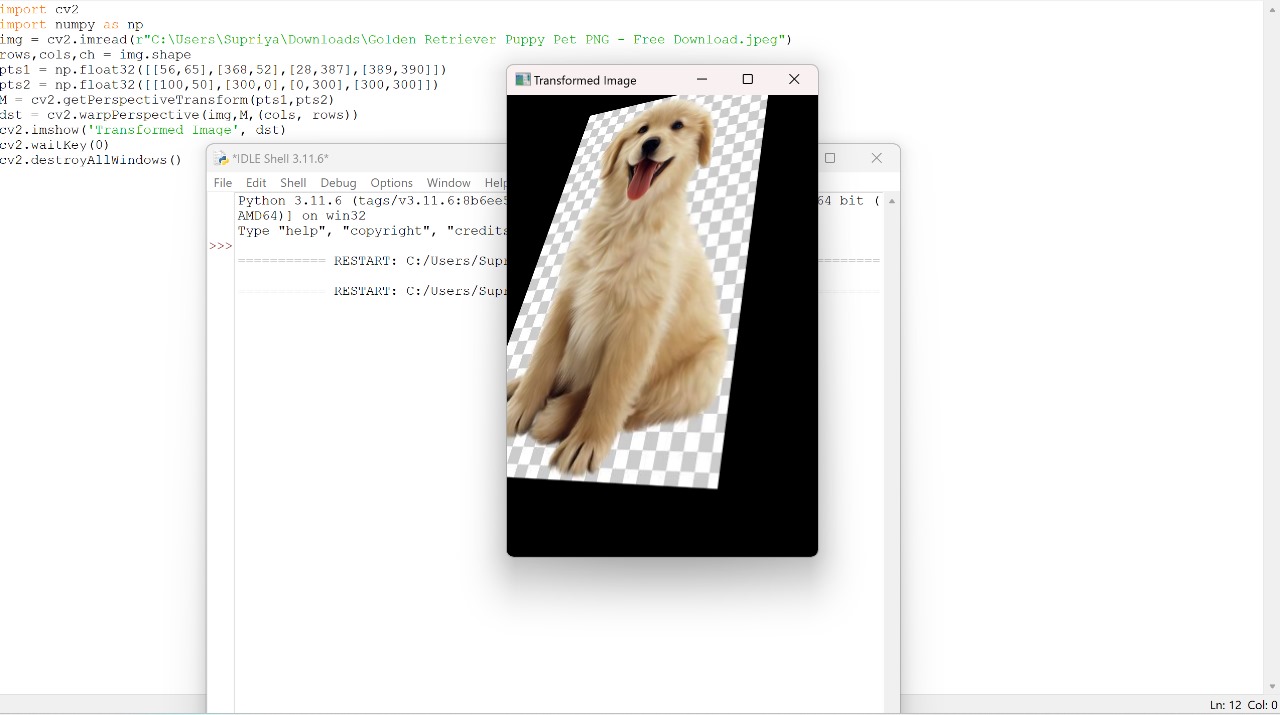 import cv2
import numpy as np
img = cv2.imread(r"C:\Users\Supriya\Downloads\Golden Retriever Puppy Pet PNG - Free Download.jpeg")
rows,cols,ch = img.shape
pts1 = np.float32([[56,65],[368,52],[28,387],[389,390]])
pts2 = np.float32([[100,50],[300,0],[0,300],[300,300]])
M = cv2.getPerspectiveTransform(pts1,pts2)
dst = cv2.warpPerspective(img,M,(cols, rows))
cv2.imshow('Transformed Image', dst)
cv2.waitKey(0)
cv2.destroyAllWindows()
Transformed Image
*IDLE Shell 3.11.6*
File Edit Shell Debug Options Window Help
Python 3.11.6 (tags/v3.11.6:8b6ee5 64 bit (
AMD64)] on win32
Type "help", "copyright", "credits
>>>
=========== RESTART: C:/Users/Supr ========
=========== RESTART: C:/Users/Supr ========
Ln: 12 Col: 0